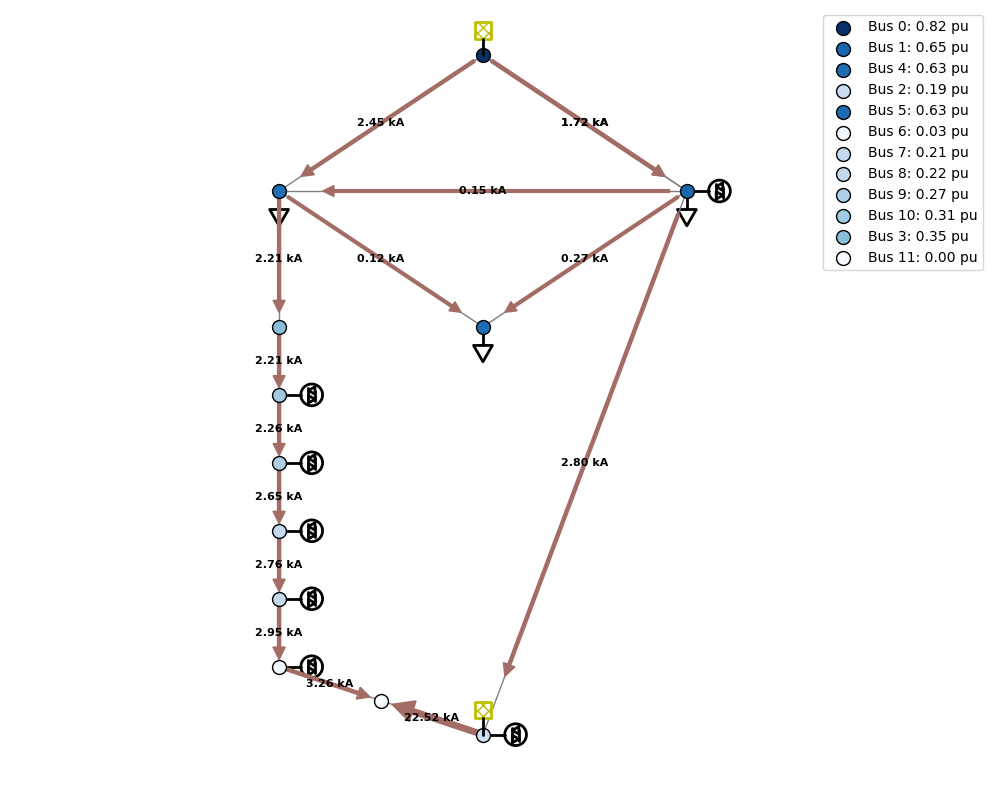 Bus 0: 0.82 pu
Bus 1: 0.65 pu
Bus 4: 0.63 pu
Bus 2: 0.19 pu
Bus 5: 0.63 pu
Bus 6: 0.03 pu
Bus 7: 0.21 pu
Bus 8: 0.22 pu
Bus 9: 0.27 pu
Bus 10: 0.31 pu
Bus 3: 0.35 pu
Bus 11: 0.00 pu
2.45 kA
1.72 kA
0.15 kA
2.21 kA
0.12 kA
0.27 kA
2.21 kA
2.26 kA
2.80 kA
2.65 kA
2.76 kA
2.95 kA
3.26 kA
22.52 kA